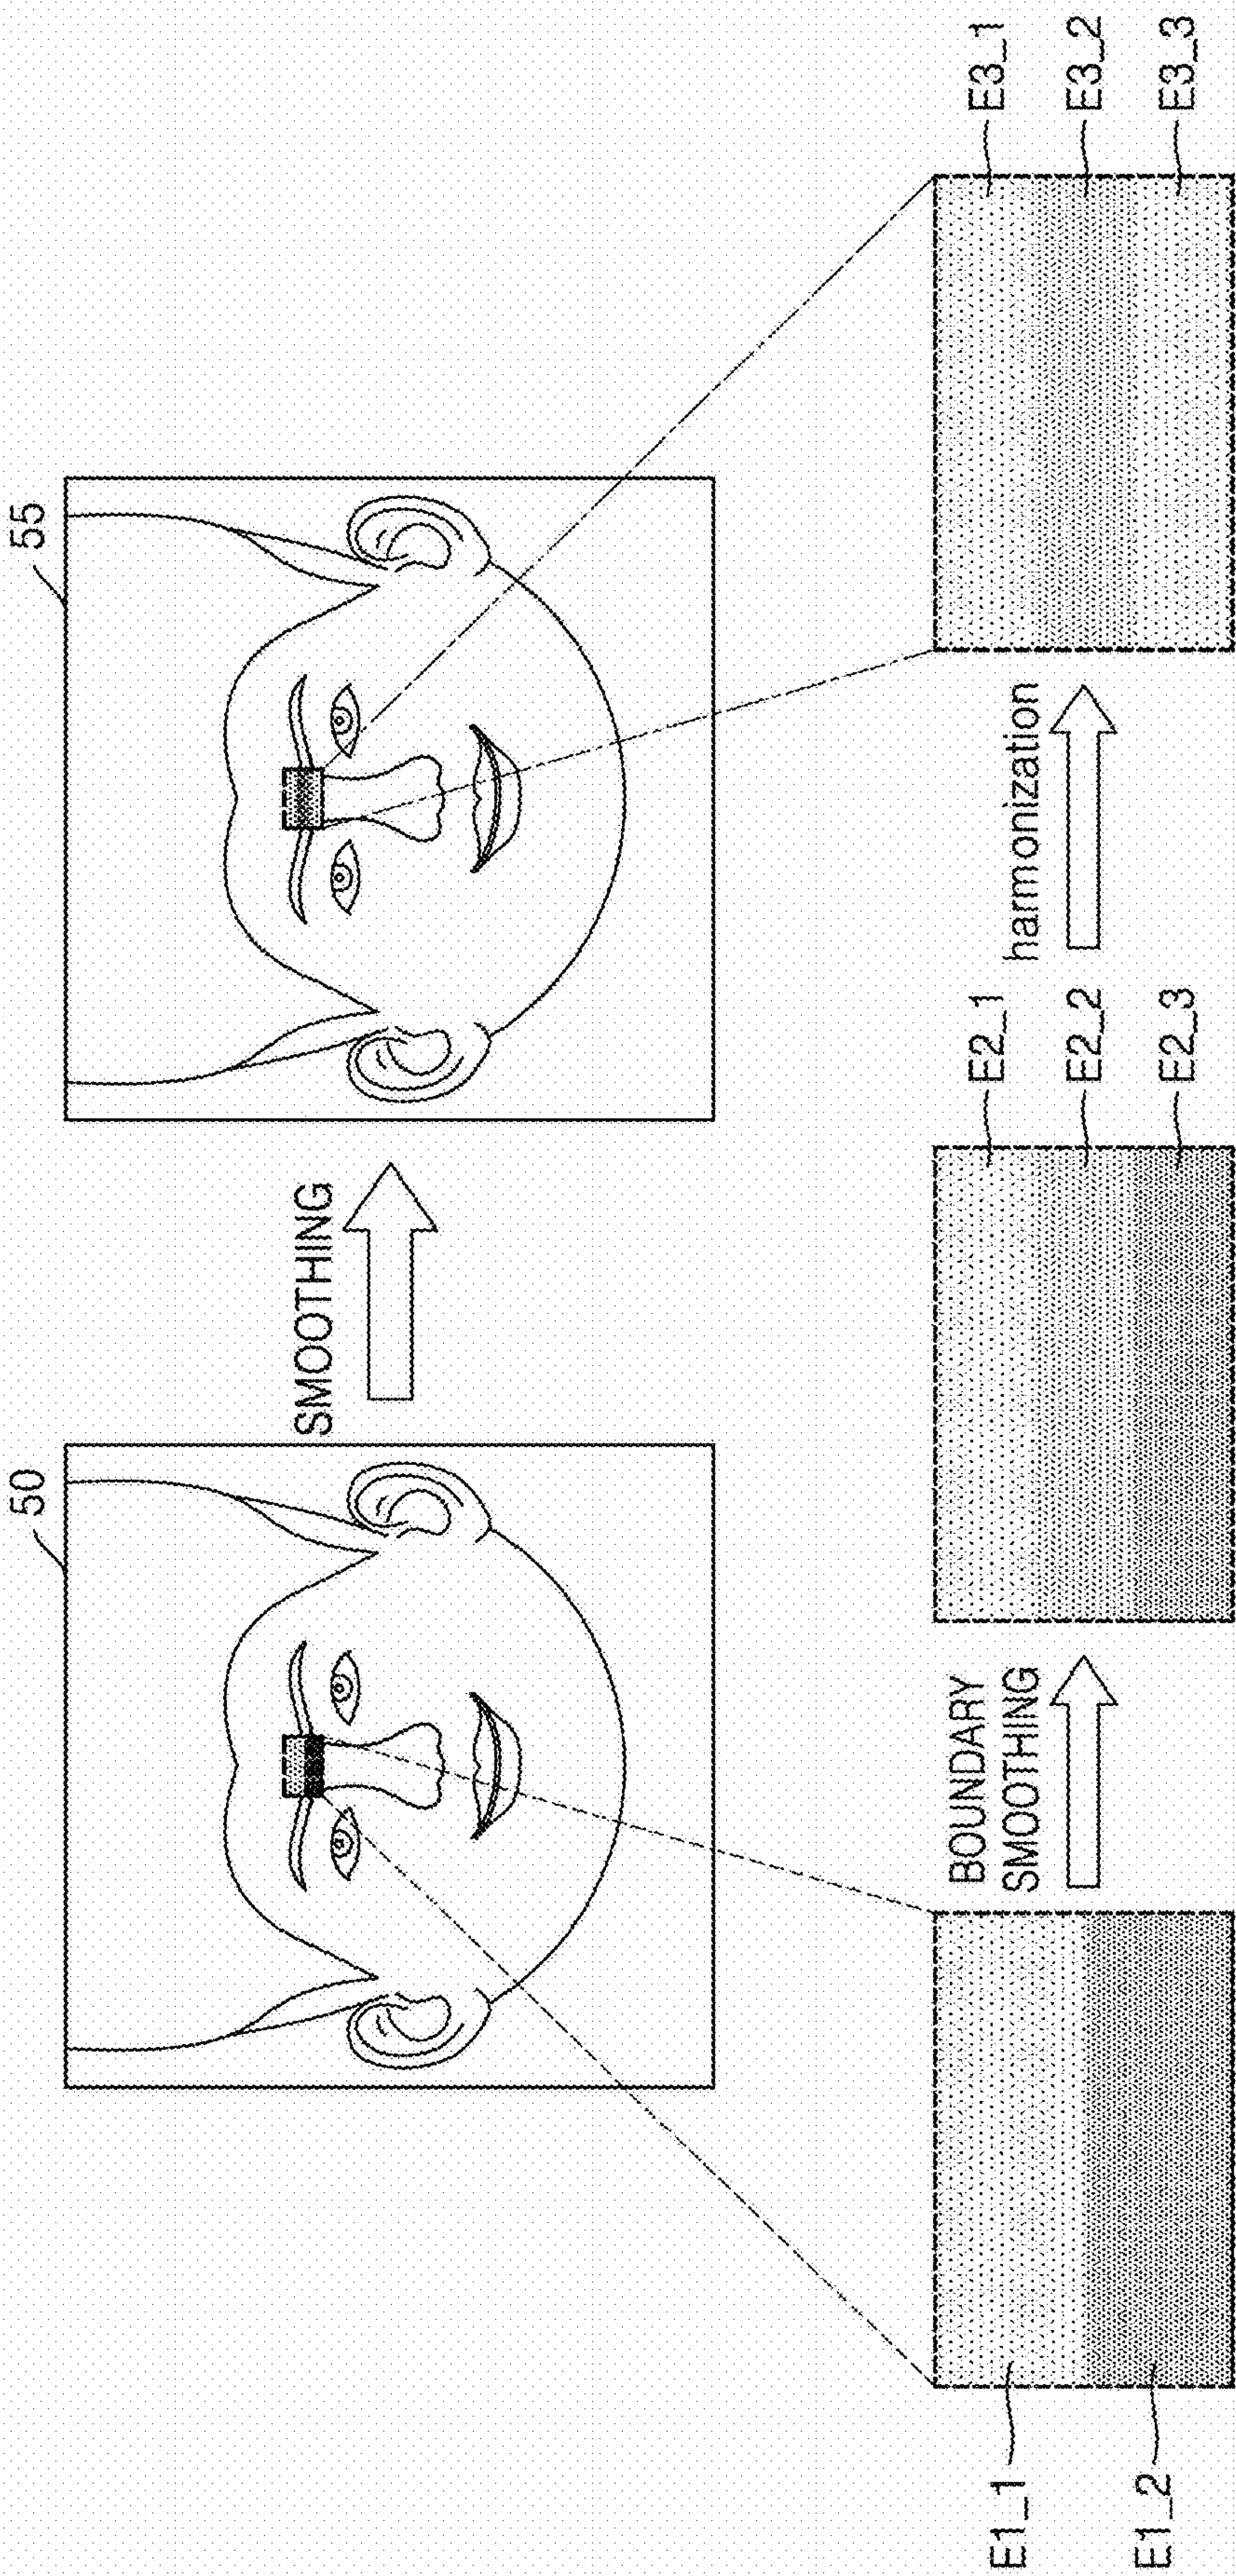 50
SMOOTHING
55
E1_1
E1_2
BOUNDARY
SMOOTHING
E2_1
E2_2
E2_3
harmonization
E3_1
E3_2
E3_3